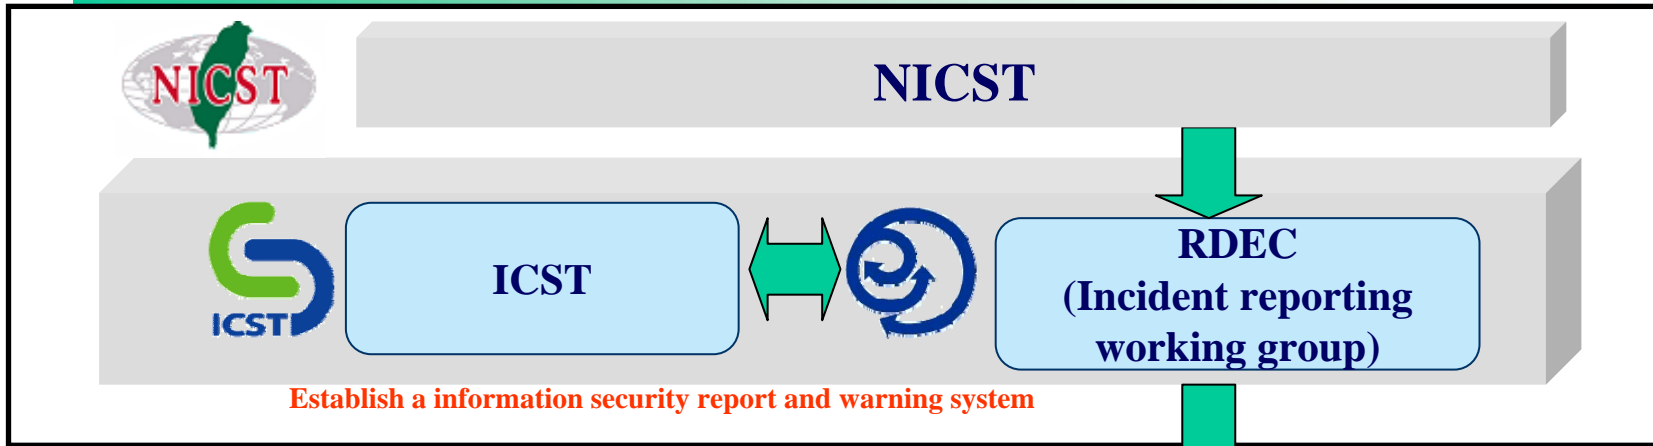 NICST
NICST
ICST
ICST
RDEC
(Incident reporting
working group)
Establish a information security report and warning system